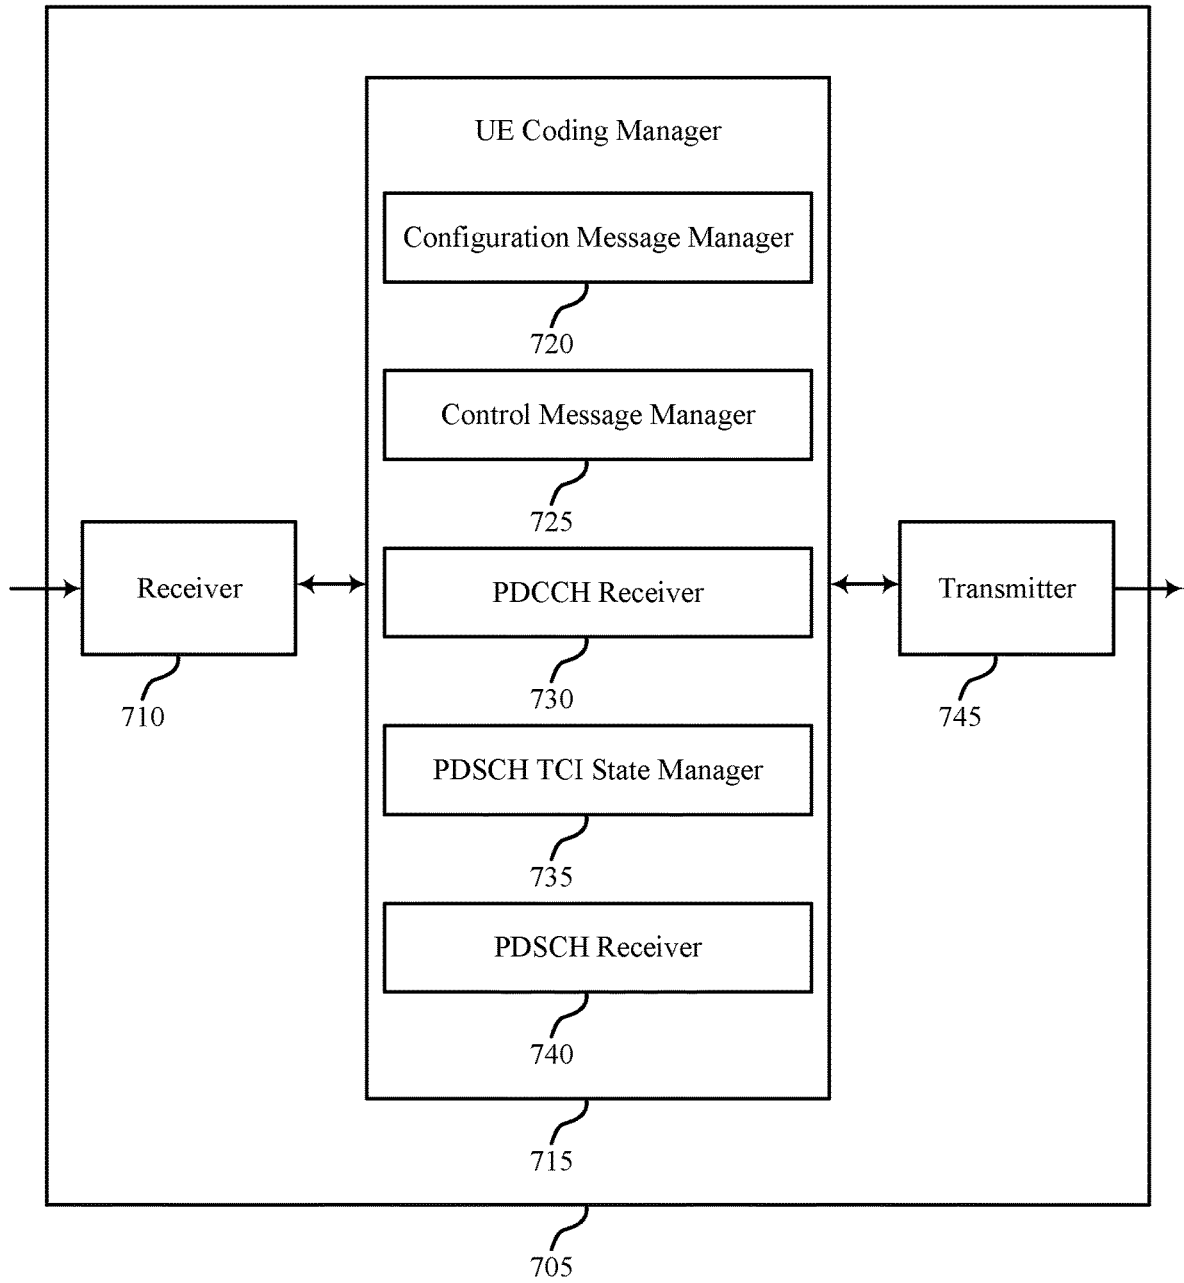 UE Coding Manager
Configuration Message Manager
720
Control Message Manager
725
Receiver
710
PDCCH Receiver
730
Transmitter
745
PDSCH TCI State Manager
735
PDSCH Receiver
740
715
705